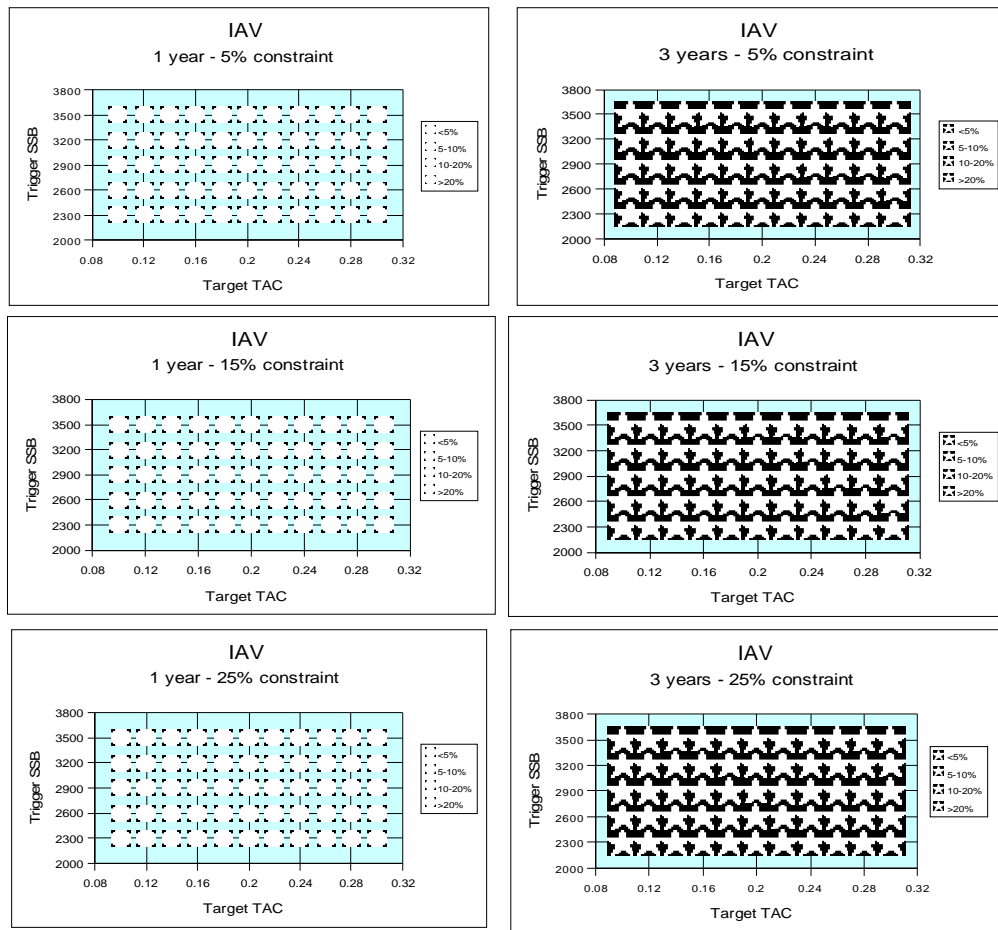 IAV
1 year - 5% constraint
Trigger SSB
3800
3500
3200
2900
2600
2300
2000
0.08 0.12 0.16 0.2 0.24 0.28 0.32
Target TAC
<5%
5-10%
10-20%
>20%
IAV
3 years - 5% constraint
Trigger SSB
3800
3500
3200
2900
2600
2300
2000
0.08 0.12 0.16 0.2 0.24 0.28 0.32
Target TAC
<5%
5-10%
10-20%
>20%
IAV
1 year - 15% constraint
Trigger SSB
3800
3500
3200
2900
2600
2300
2000
0.08 0.12 0.16 0.2 0.24 0.28 0.32
Target TAC
<5%
5-10%
10-20%
>20%
IAV
3 years - 15% constraint
Trigger SSB
3800
3500
3200
2900
2600
2300
2000
0.08 0.12 0.16 0.2 0.24 0.28 0.32
Target TAC
<5%
5-10%
10-20%
>20%
IAV
1 year - 25% constraint
Trigger SSB
3800
3500
3200
2900
2600
2300
2000
0.08 0.12 0.16 0.2 0.24 0.28 0.32
Target TAC
<5%
5-10%
10-20%
>20%
IAV
3 years - 25% constraint
Trigger SSB
3800
3500
3200
2900
2600
2300
2000
0.08 0.12 0.16 0.2 0.24 0.28 0.32
Target TAC
<5%
5-10%
10-20%
>20%